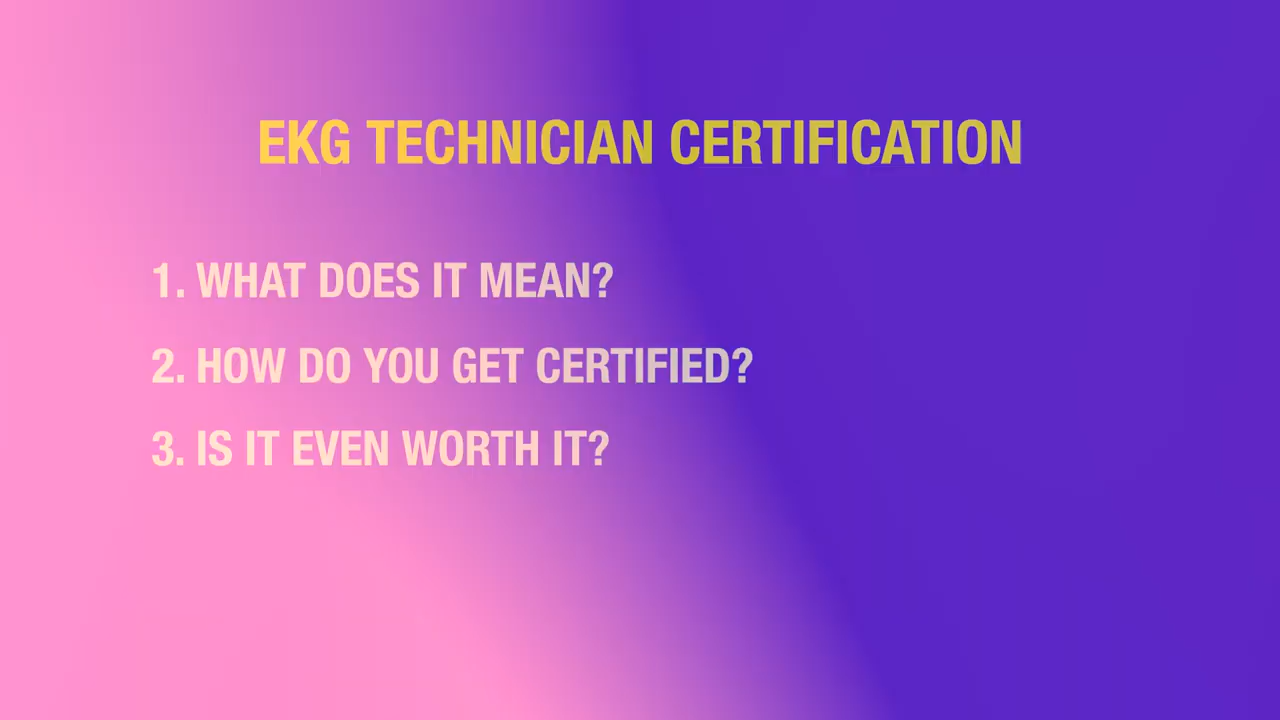 EKG TECHNICIAN CERTIFICATION
1. WHAT DOES IT MEAN?
2. HOW DO YOU GET CERTIFIED?
3. IS IT EVEN WORTH IT?